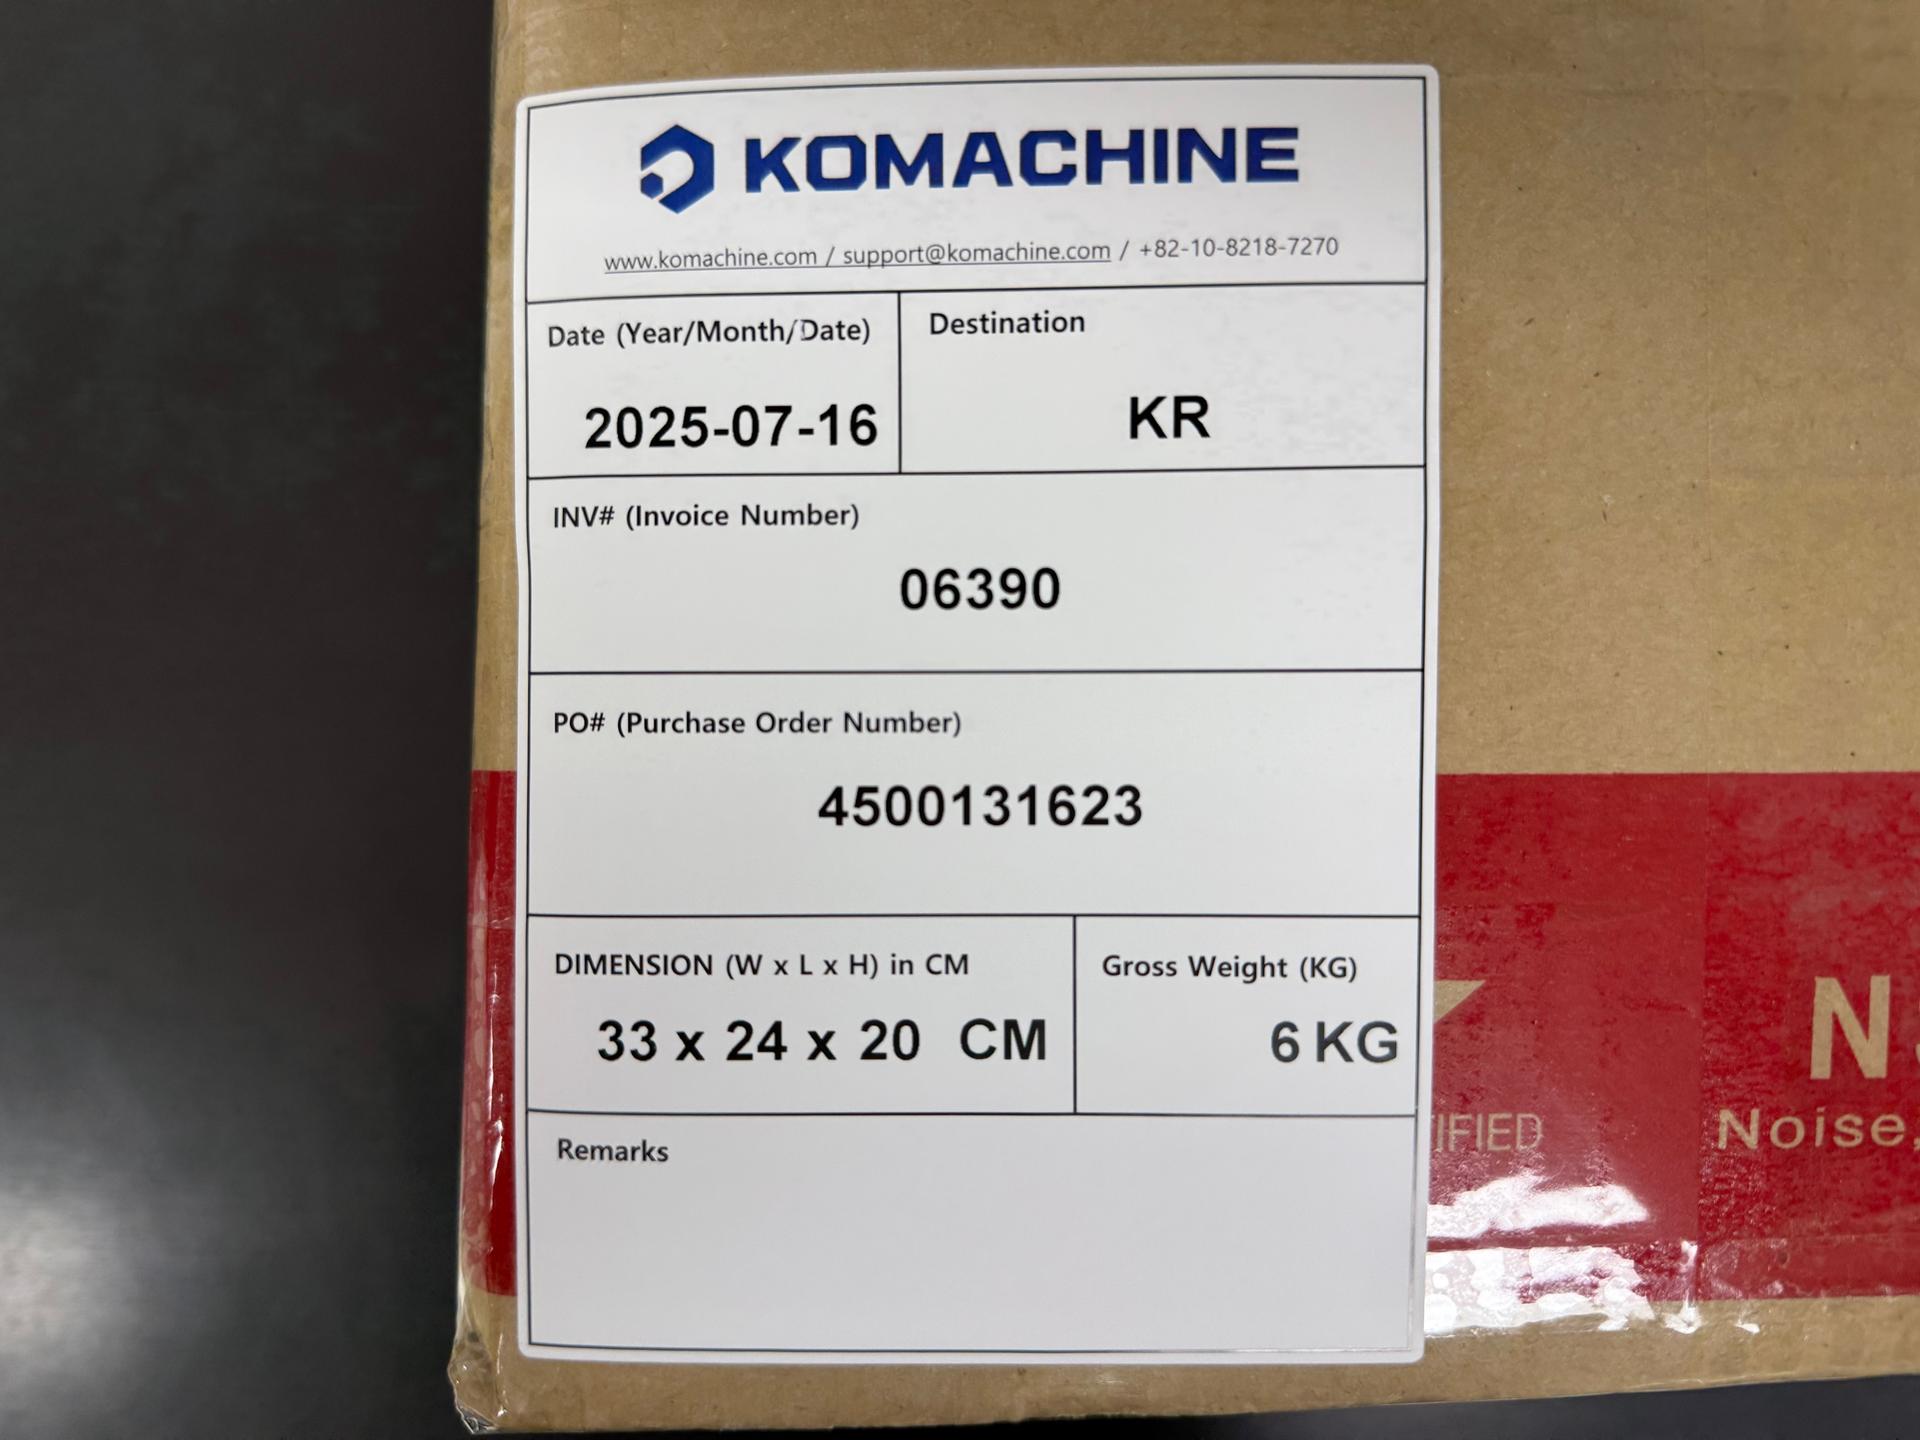 KOMACHINE
www.komachine.com / support@komachine.com / +82-10-8218-7270
Date (Year/Month/Date)
Destination
2025-07-16
KR
INV# (Invoice Number)
06390
PO# (Purchase Order Number)
4500131623
DIMENSION (W x L x H) in CM
Gross Weight (KG)
33 x 24 x 20 CM
6 KG
Remarks
N
IFIED
Noise,